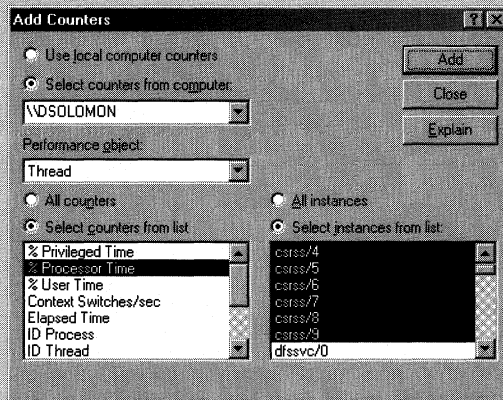 Add Counters
Use local computer counters
Select counters from computer:
\\DSOLOMON
Performance object:
Thread
All counters
Select counters from list
% Privileged Time
% Processor Time
% User Time
Context Switches/sec
Elapsed Time
ID Process
ID Thread
All instances
Select instances from list:
csrss/4
csrss/5
csrss/6
csrss/7
csrss/8
csrss/9
dfssvc/0
Add
Close
Explain